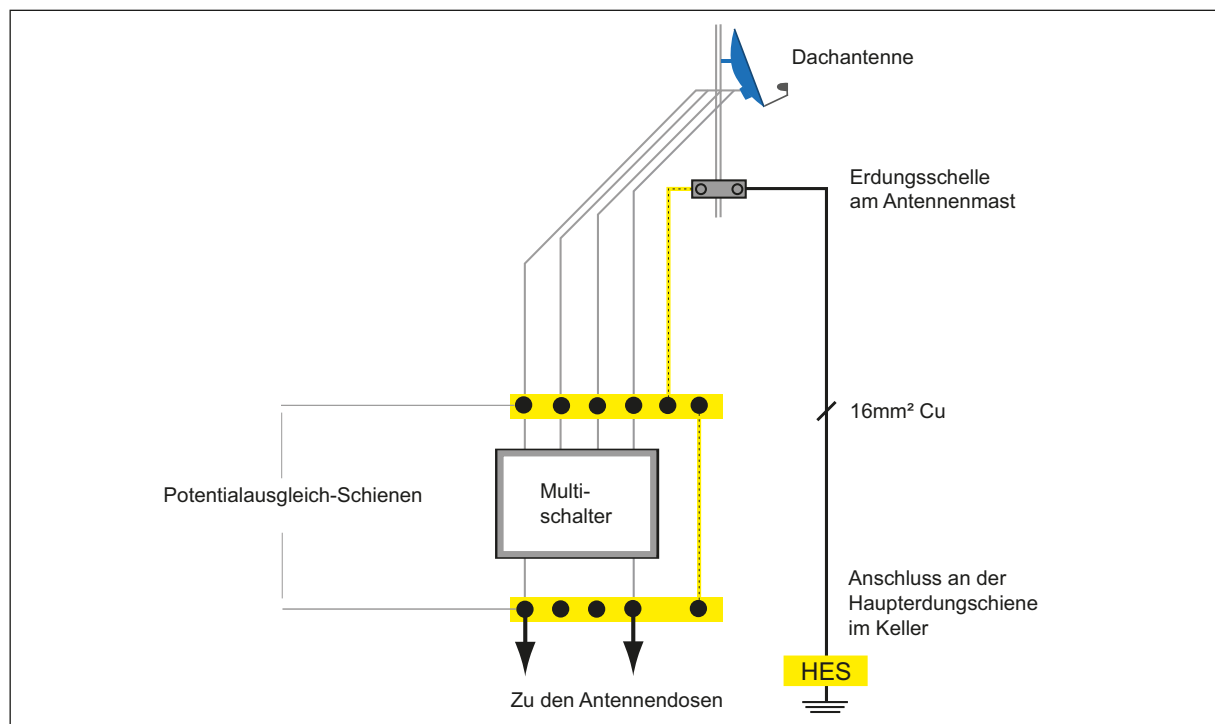 Dachantenne
Erdungsschelle
am Antennenmast
16mm² Cu
Potentialausgleich-Schienen
Multi-
schalter
Anschluss an der
Haupterdungschiene
im Keller
HES
Zu den Antennendosen